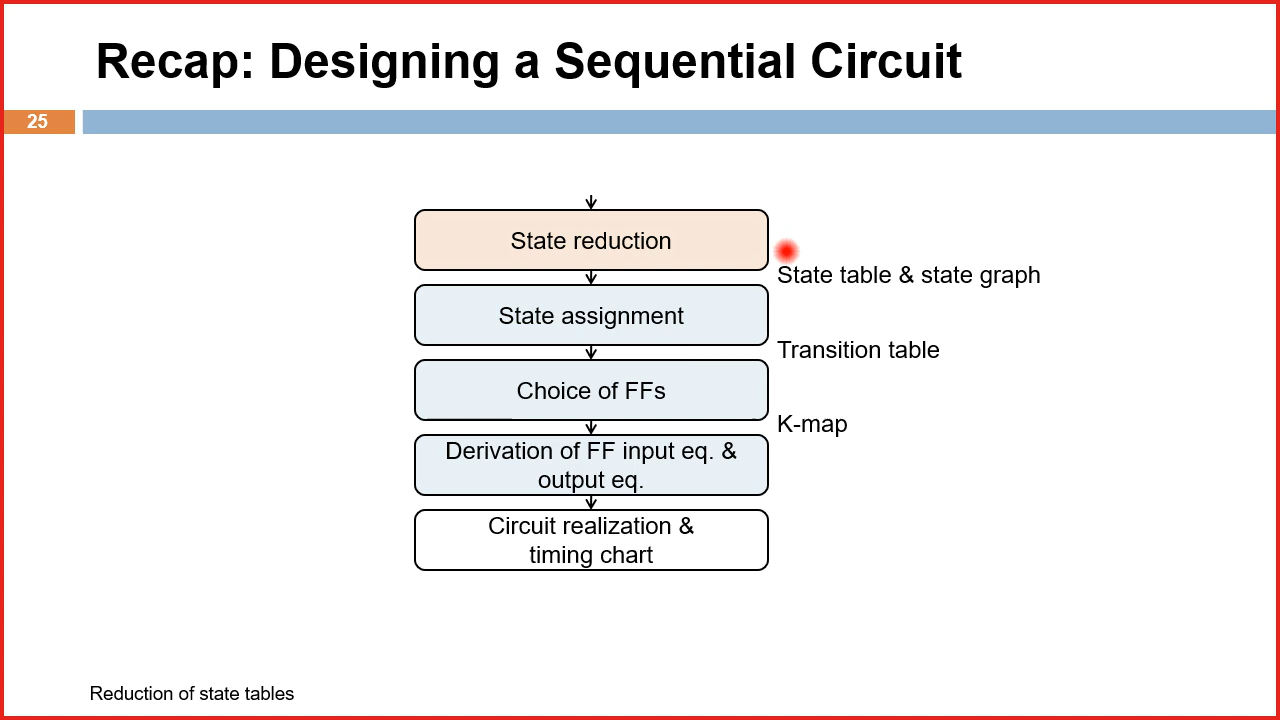 Recap: Designing a Sequential Circuit
25
State reduction
State table & state graph
State assignment
Transition table
Choice of FFs
K-map
Derivation of FF input eq. &
output eq.
Circuit realization &
timing chart
Reduction of state tables